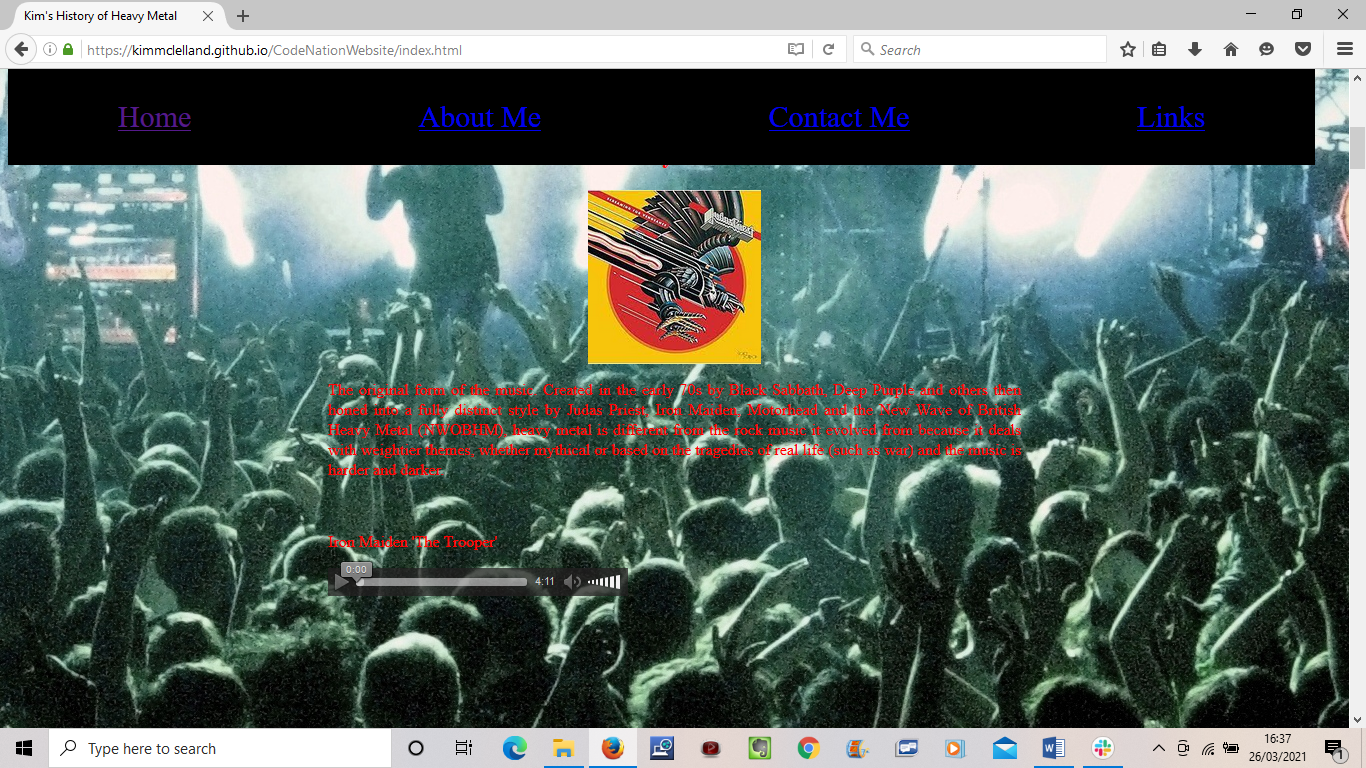 Kim's History of Heavy Metal
https://kimmclelland.github.io/CodeNationWebsite/index.html
Search
Home About Me Contact Me Links
SCREAMING FOR VENGEANCE
Judas Priest
The original form of the music. Created in the early 70s by Black Sabbath, Deep Purple and others then
honed into a fully distinct style by Judas Priest, Iron Maiden, Motorhead and the New Wave of British
Heavy Metal (NWOBHM), heavy metal is different from the rock music it evolved from because it deals
with weightier themes, whether mythical or based on the tragedies of real life (such as war) and the music is
harder and darker.
Iron Maiden 'The Trooper'
0:00
4:11
Type here to search
16:37
26/03/2021
1